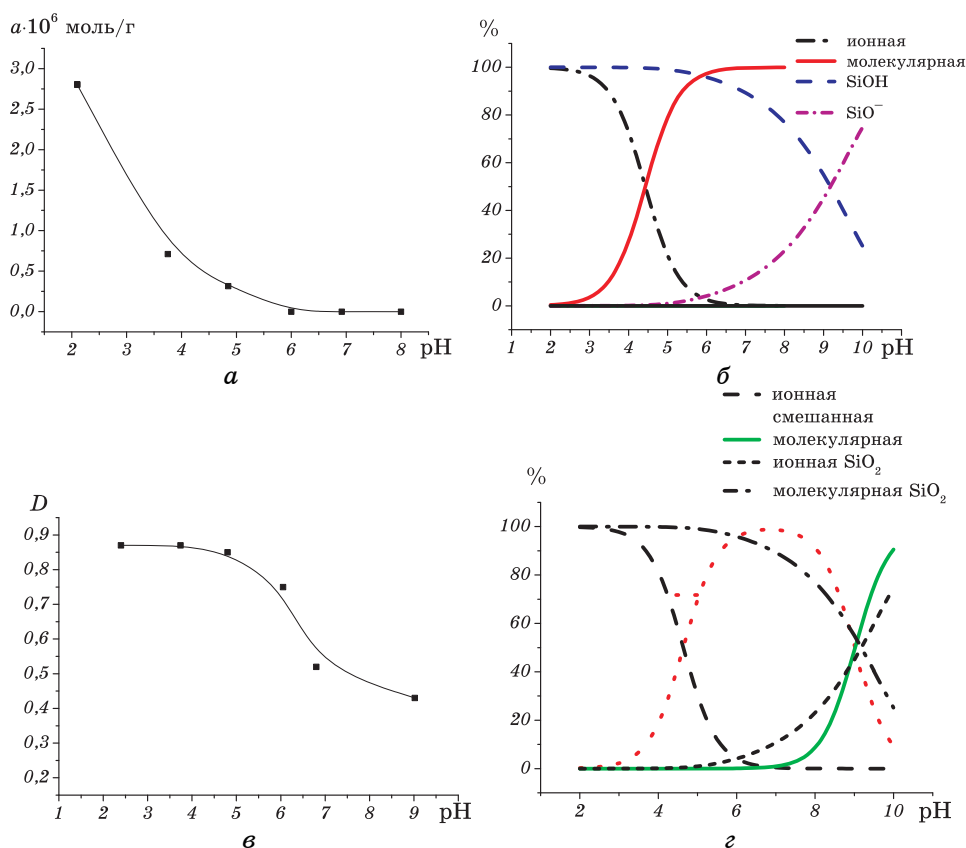 a·10⁶ моль/г
3,0
2,5
2,0
1,5
1,0
0,5
0,0
2 3 4 5 6 7 8 pH
а
%
100
80
60
40
20
0
1 2 3 4 5 6 7 8 9 10 pH
ионная
молекулярная
SiOH
SiO⁻
б
D
0,9
0,8
0,7
0,6
0,5
0,4
0,3
0,2
1 2 3 4 5 6 7 8 9 pH
в
ионная
смешанная
молекулярная
ионная SiO₂
молекулярная SiO₂
%
100
80
60
40
20
0
2 4 6 8 10 pH
г